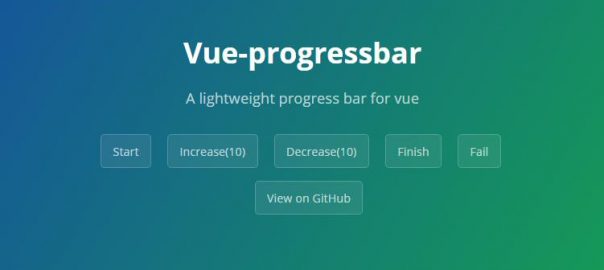 Vue-progressbar
A lightweight progress bar for vue
Start Increase(10) Decrease(10) Finish Fail
View on GitHub